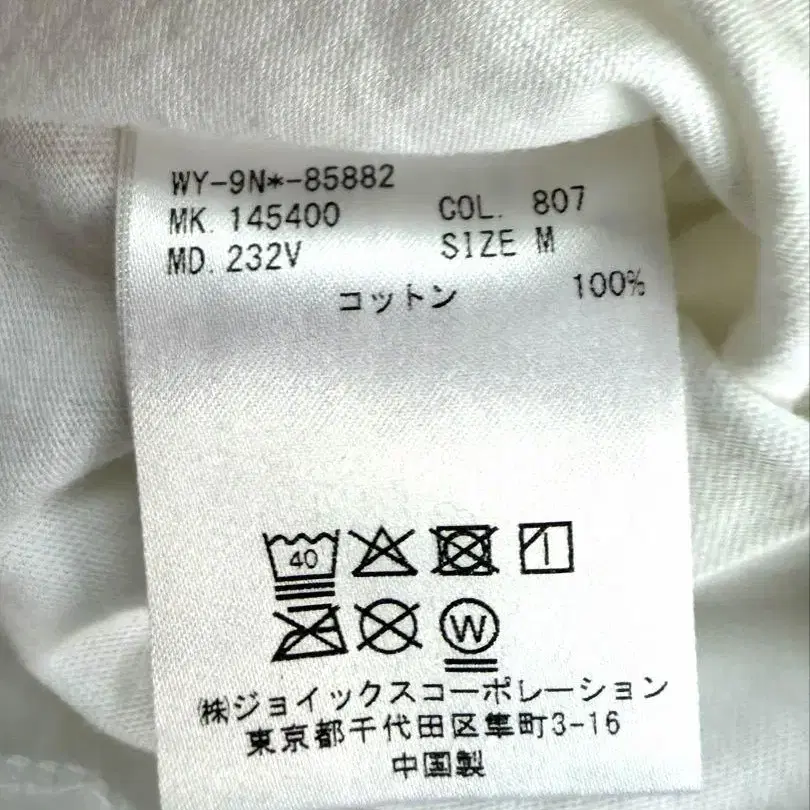 WY-9N*-85882
MK. 145400 COL. 807
MD. 232V SIZE M
コットン 100%
40
W
㈱ジョイックスコーポレーション
東京都千代田区隼町3-16
中国製